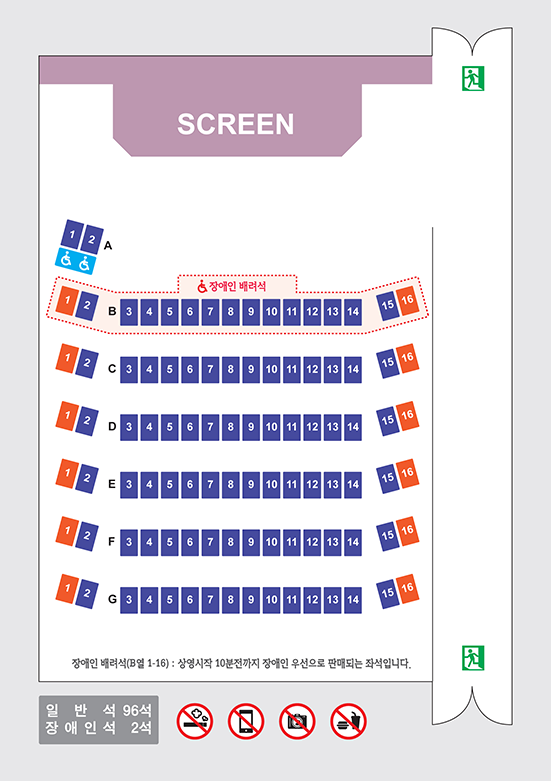 SCREEN
1 2 A
장애인 배려석
1 2 B 3 4 5 6 7 8 9 10 11 12 13 14 15 16
1 2 C 3 4 5 6 7 8 9 10 11 12 13 14 15 16
1 2 D 3 4 5 6 7 8 9 10 11 12 13 14 15 16
1 2 E 3 4 5 6 7 8 9 10 11 12 13 14 15 16
1 2 F 3 4 5 6 7 8 9 10 11 12 13 14 15 16
1 2 G 3 4 5 6 7 8 9 10 11 12 13 14 15 16
장애인 배려석(B열 1-16) : 상영시작 10분전까지 장애인 우선으로 판매되는 좌석입니다.
일 반 석 96석
장 애 인 석 2석